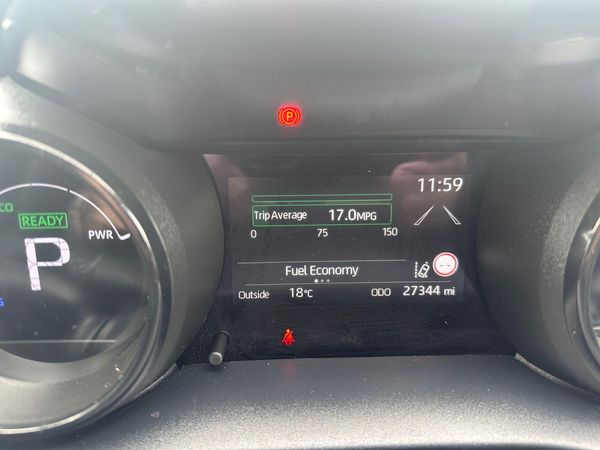 P
11:59
CO
READY
PWR
P
Trip Average 17.0MPG
0 75 150
Fuel Economy
--
Outside 18°C ODO 27344 mi